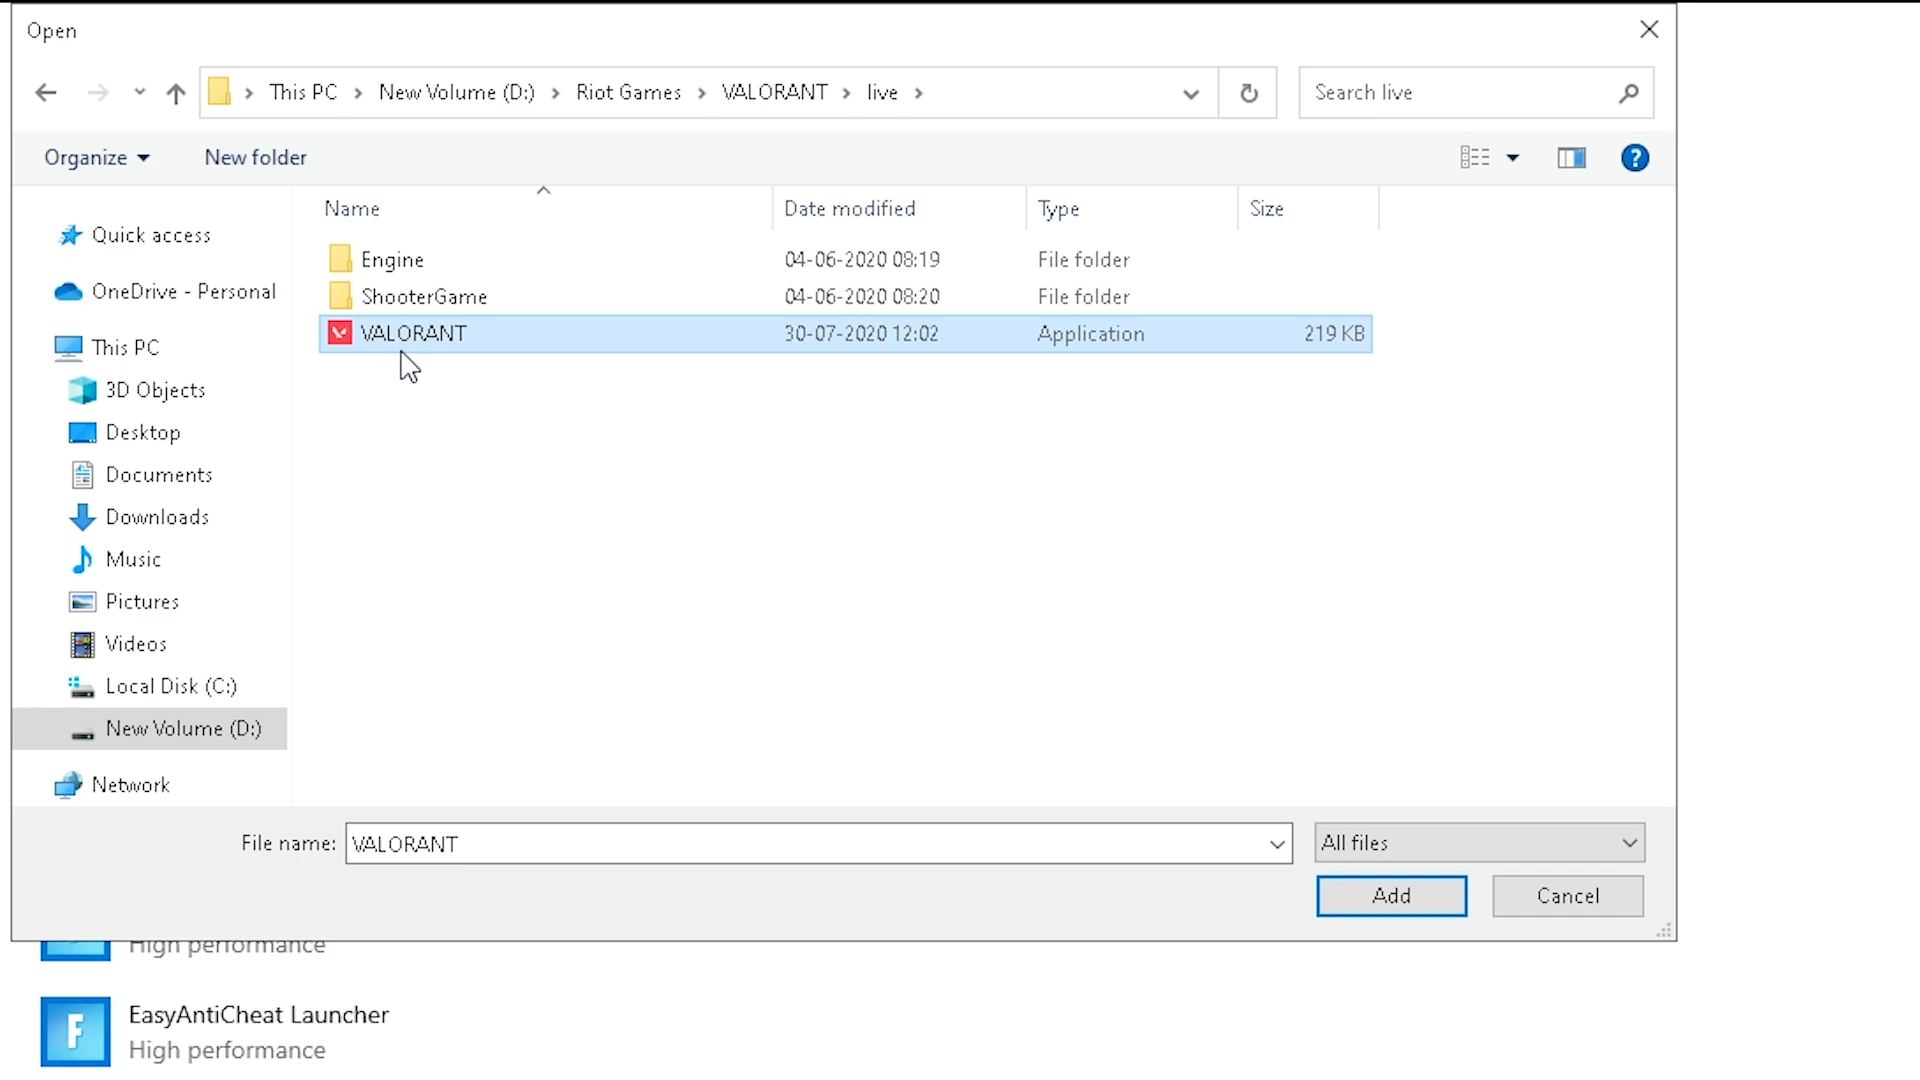 Open
This PC > New Volume (D:) > Riot Games > VALORANT > live >
Search live
Organize
New folder
?
Name
Date modified
Type
Size
Engine
04-06-2020 08:19
File folder
ShooterGame
04-06-2020 08:20
File folder
VALORANT
30-07-2020 12:02
Application
219 KB
Quick access
OneDrive - Personal
This PC
3D Objects
Desktop
Documents
Downloads
Music
Pictures
Videos
Local Disk (C:)
New Volume (D:)
Network
File name:
VALORANT
All files
Add
Cancel
High performance
F
EasyAntiCheat Launcher
High performance